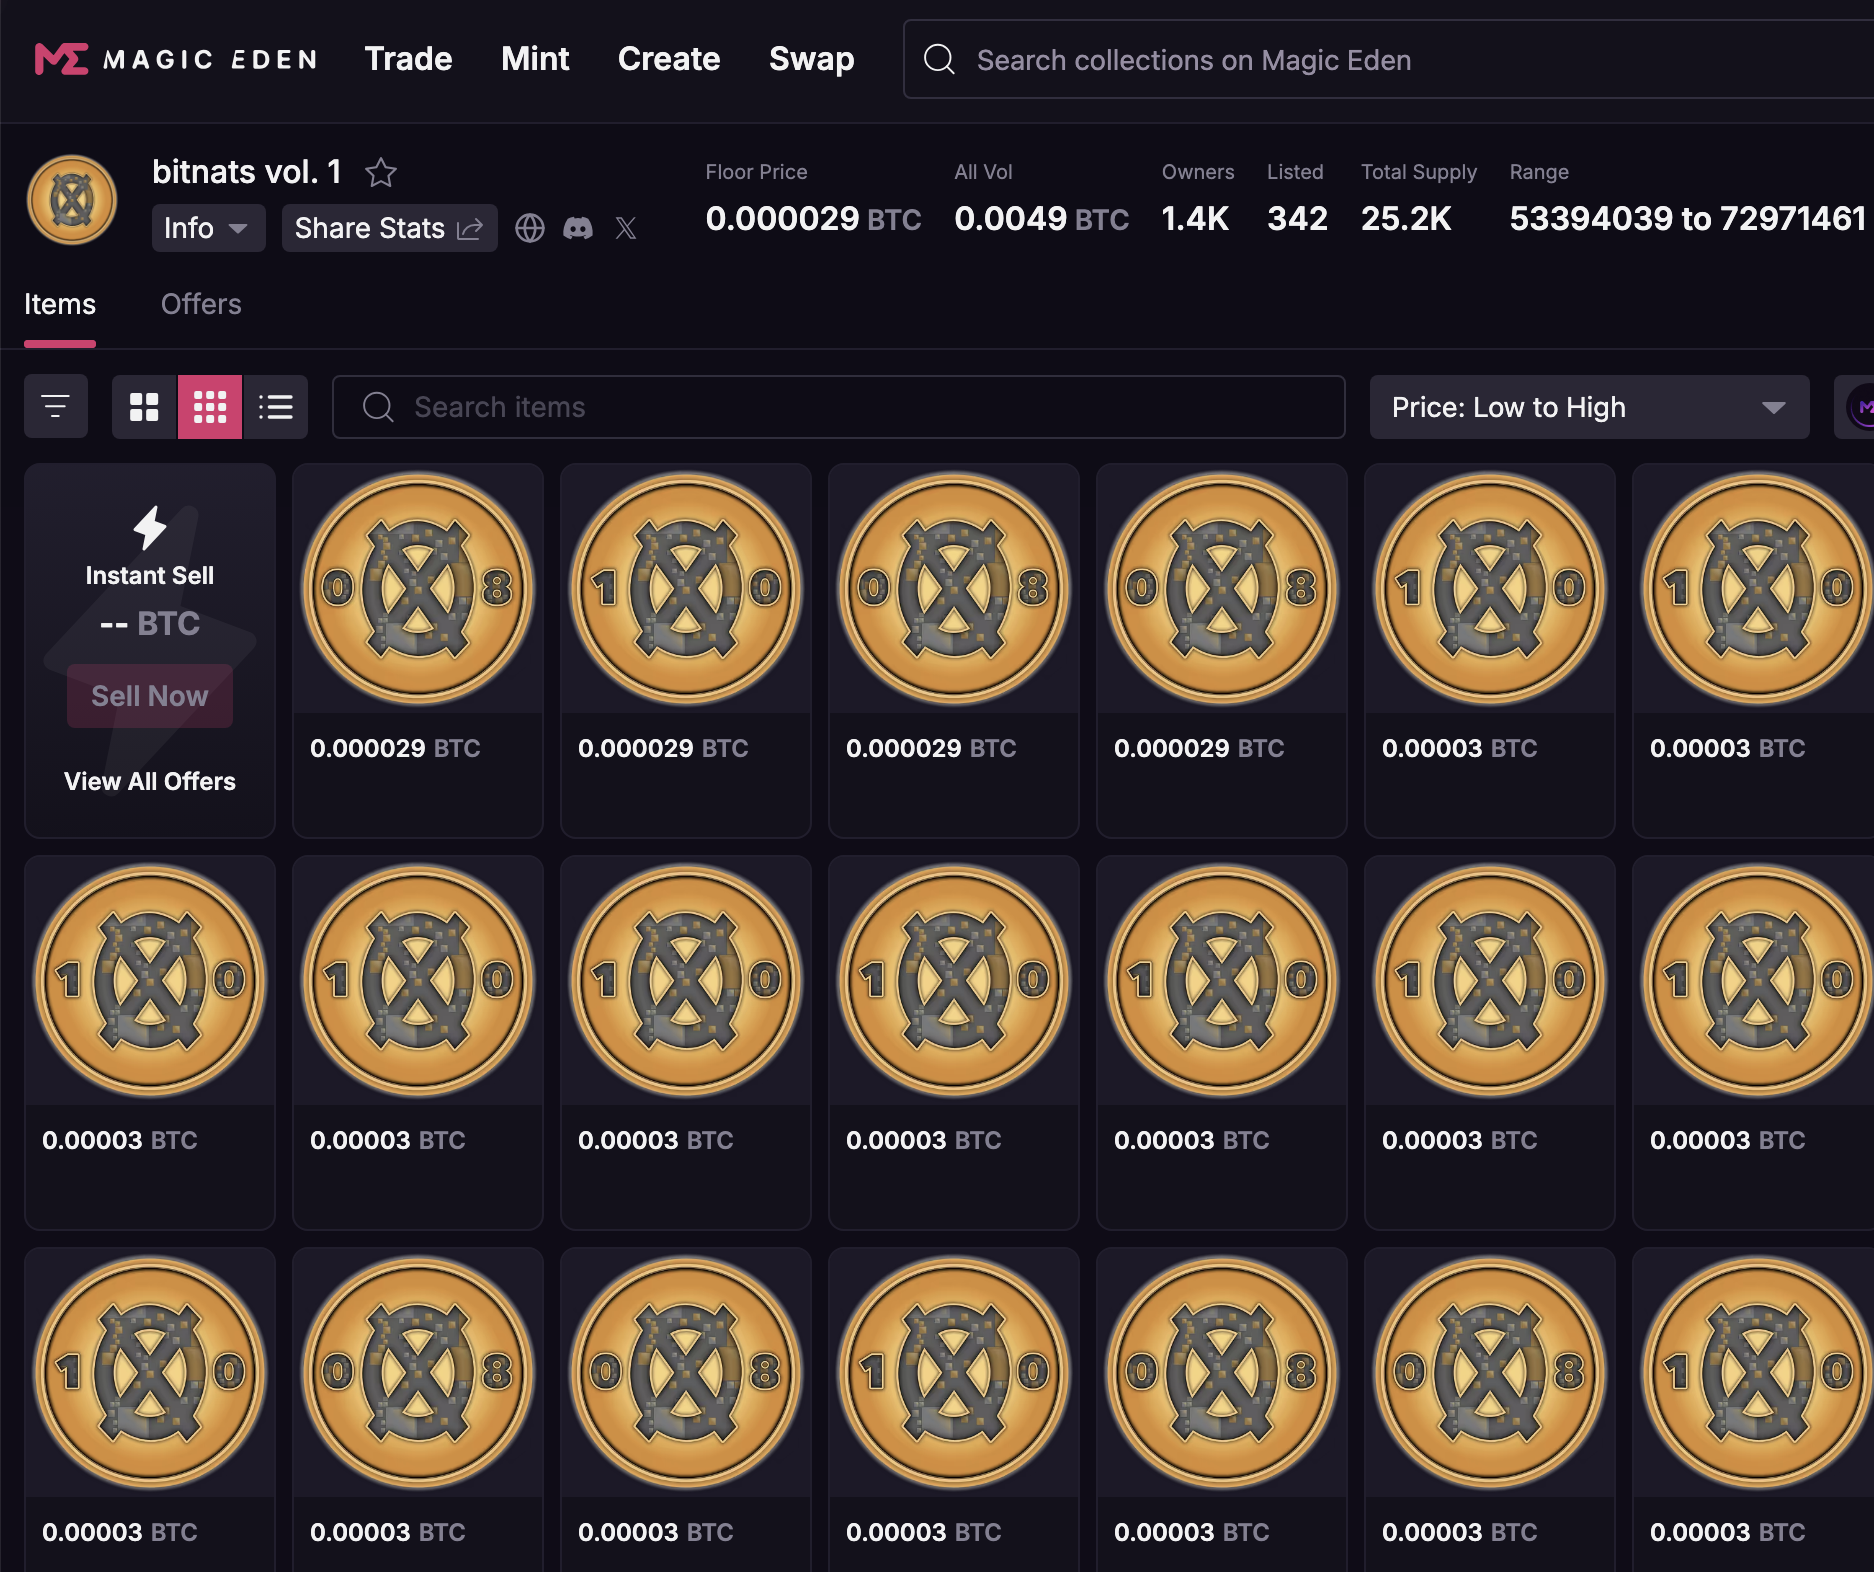 MAGIC EDEN Trade Mint Create Swap Search collections on Magic Eden
bitnats vol. 1
Info Share Stats
Floor Price All Vol Owners Listed Total Supply Range
0.000029 BTC 0.0049 BTC 1.4K 342 25.2K 53394039 to 72971461
Items Offers
Search items Price: Low to High
Instant Sell
-- BTC
Sell Now
View All Offers
0 8 1 0 0 8 0 8 1 0 1 0
0.000029 BTC 0.000029 BTC 0.000029 BTC 0.000029 BTC 0.00003 BTC 0.00003 BTC
1 0 1 0 1 0 1 0 1 0 1 0 1 0
0.00003 BTC 0.00003 BTC 0.00003 BTC 0.00003 BTC 0.00003 BTC 0.00003 BTC 0.00003 BTC
1 0 0 8 0 8 1 0 0 8 0 8 1 0
0.00003 BTC 0.00003 BTC 0.00003 BTC 0.00003 BTC 0.00003 BTC 0.00003 BTC 0.00003 BTC